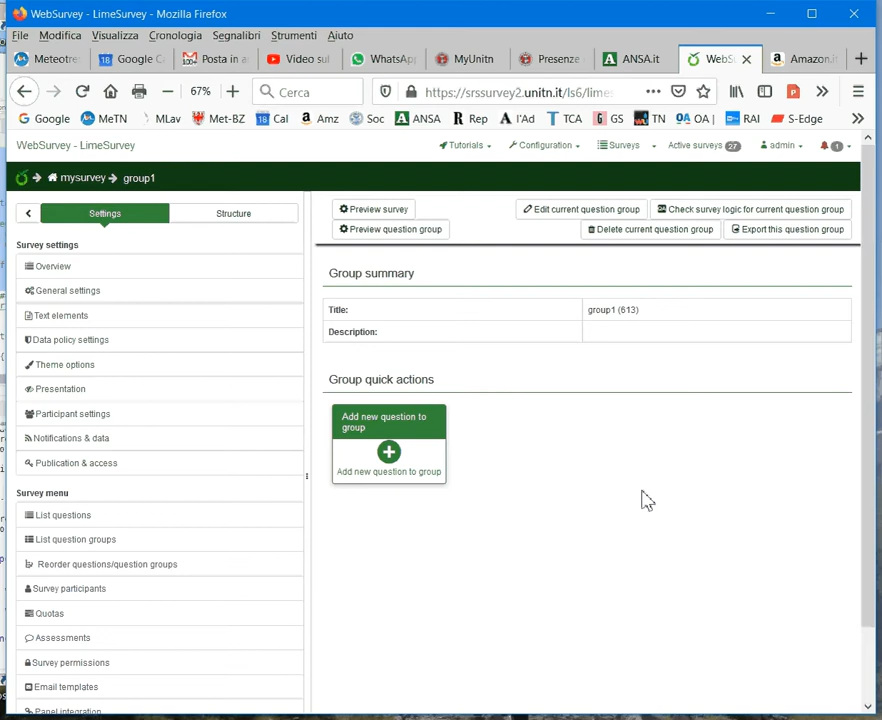 WebSurvey - LimeSurvey - Mozilla Firefox
File Modifica Visualizza Cronologia Segnalibri Strumenti Aiuto
Meteotre Google C Posta in a Video sul WhatsAp MyUnitn Presenze ANSA.it WebS Amazon.it
67% Cerca https://srssurvey2.unitn.it/ls6/lime
Google MeTN MLav Met-BZ Cal Amz Soc ANSA Rep l'Ad TCA GS TN OA | RAI S-Edge
WebSurvey - LimeSurvey Tutorials Configuration Surveys Active surveys 27 admin 1
mysurvey group1
Settings Structure
Preview survey Edit current question group Check survey logic for current question group
Preview question group Delete current question group Export this question group
Survey settings
Overview
General settings
Text elements
Data policy settings
Theme options
Presentation
Participant settings
Notifications & data
Publication & access
Survey menu
List questions
List question groups
Reorder questions/question groups
Survey participants
Quotas
Assessments
Survey permissions
Email templates
Panel integration
Group summary
Title: group1 (613)
Description:
Group quick actions
Add new question to
group
Add new question to group